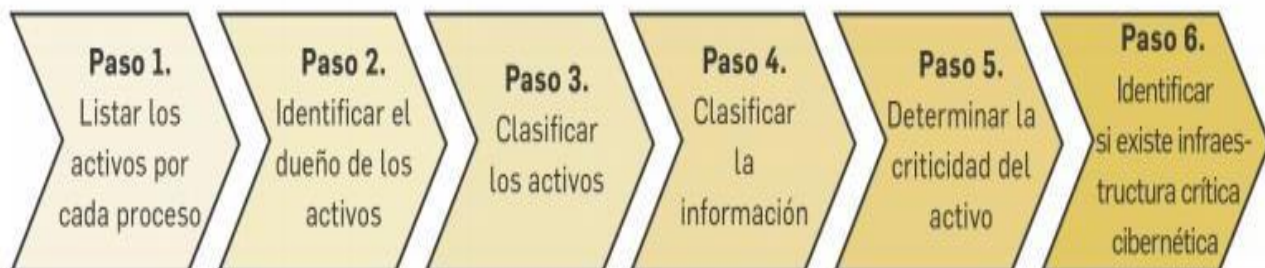 Paso 1.
Listar los
activos por
cada proceso
Paso 2.
Identificar el
dueño de los
activos
Paso 3.
Clasificar
los activos
Paso 4.
Clasificar
la
información
Paso 5.
Determinar la
criticidad del
activo
Paso 6.
Identificar
si existe infraes-
tructura crítica
cibernética